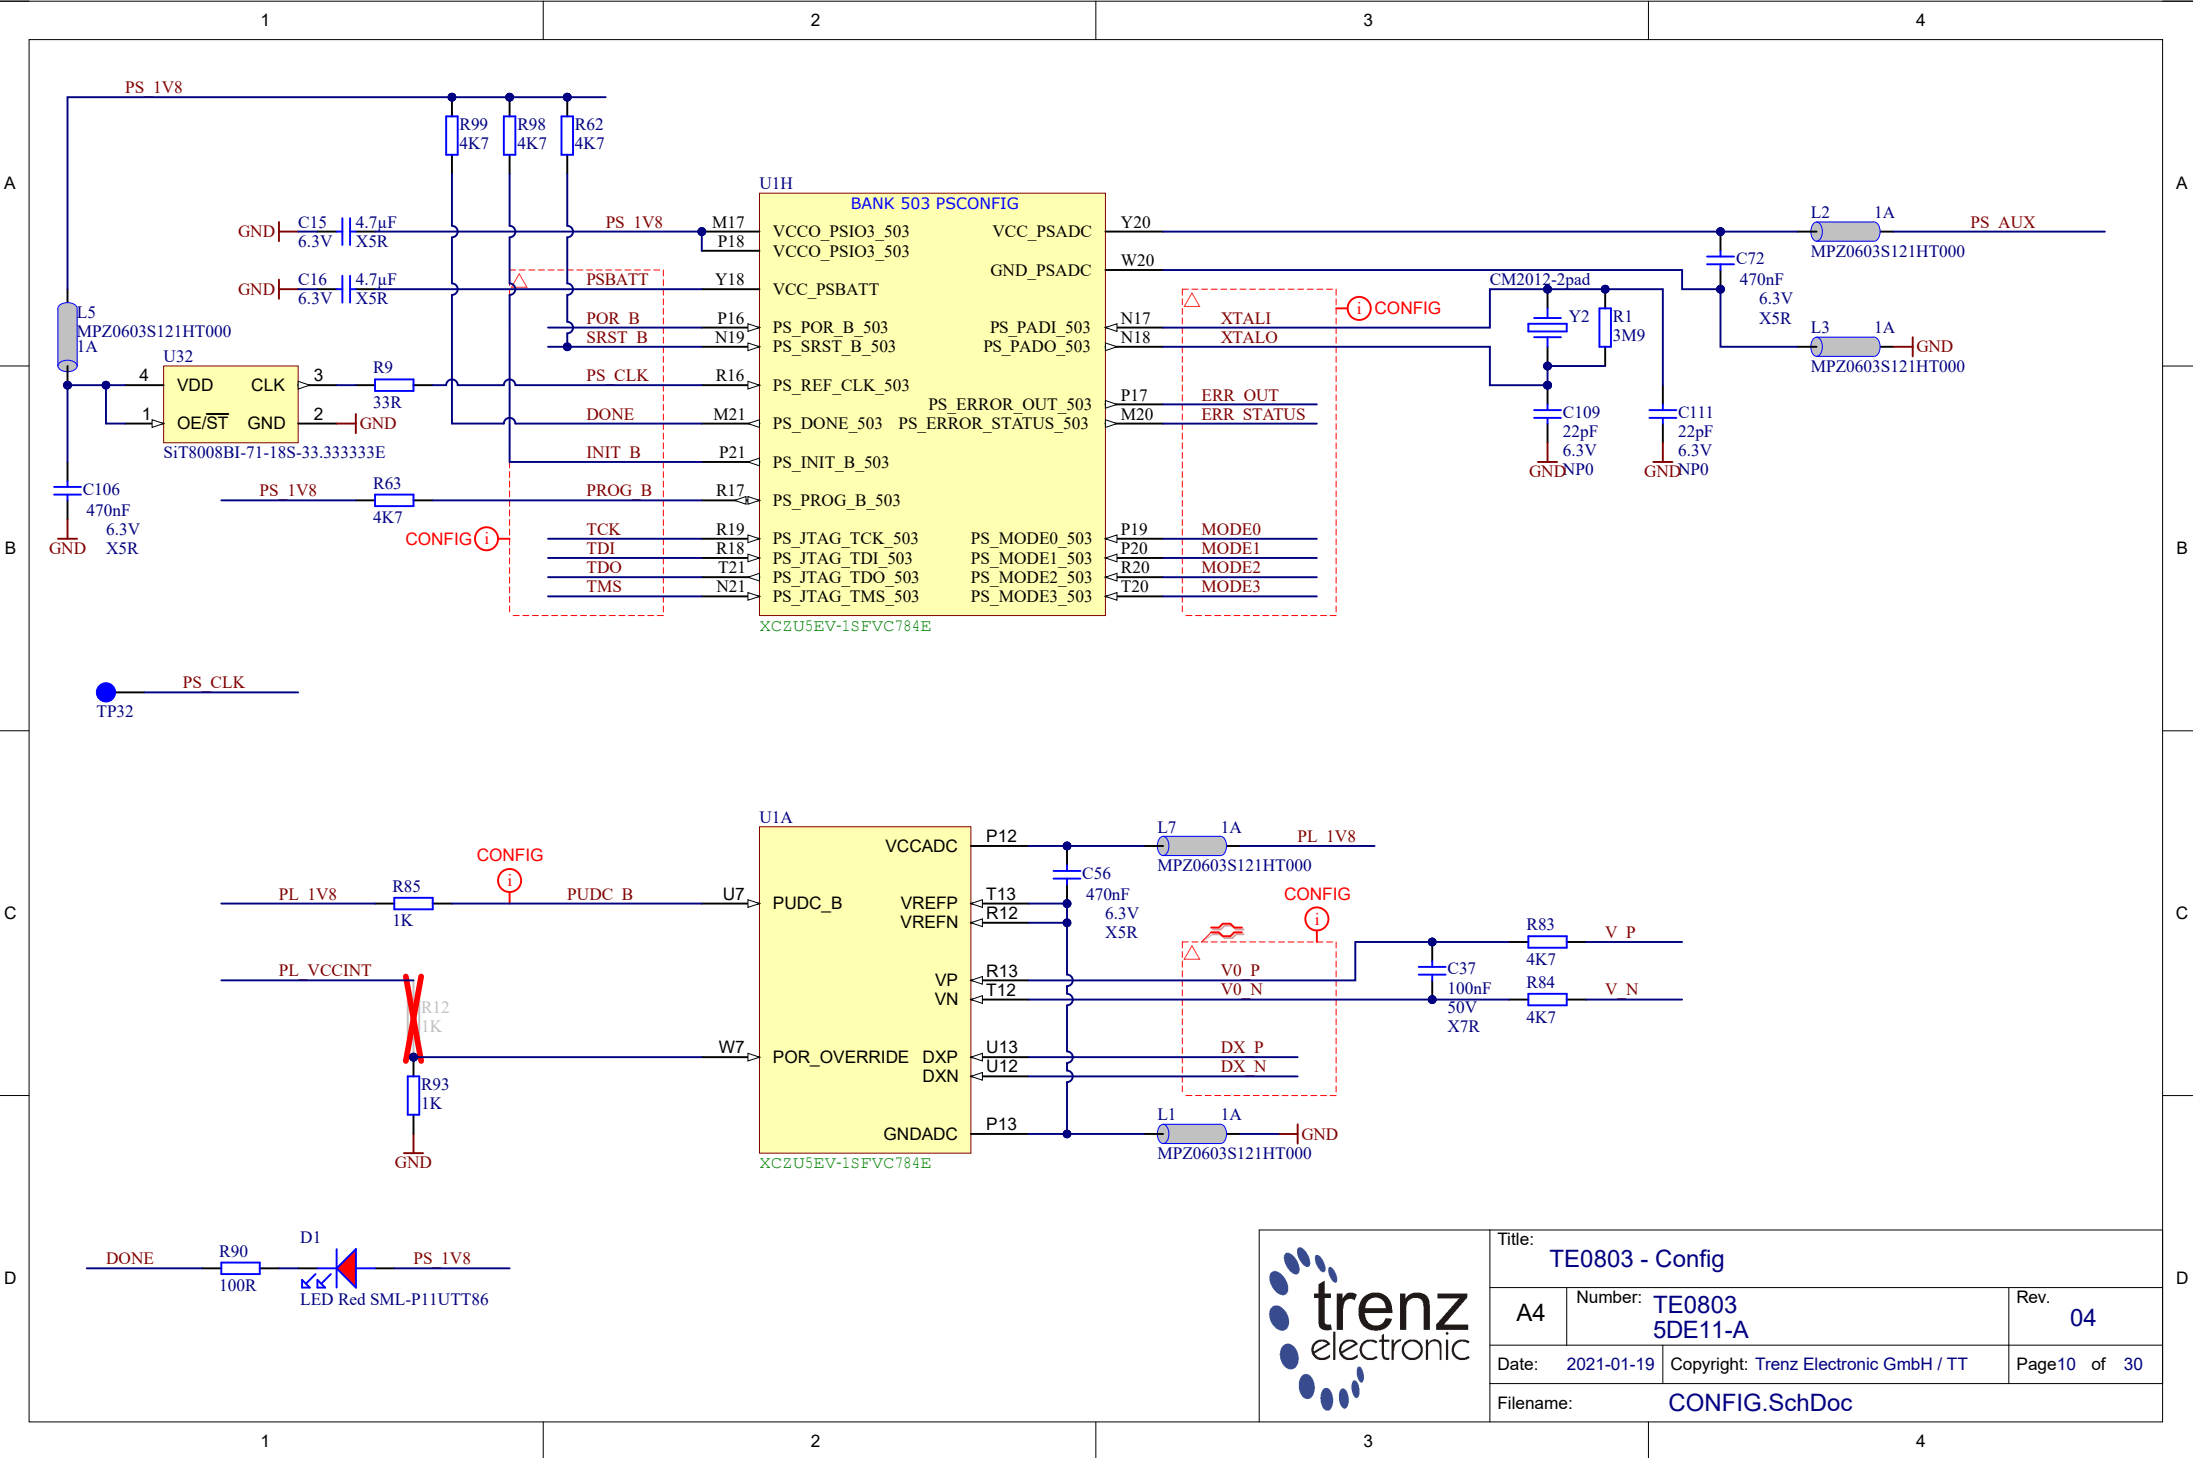 1 2 3 4
A A
B B
C C
D D
PS_1V8
R99
4K7
R98
4K7
R62
4K7
U1H
BANK 503 PSCONFIG
GND
C15
4.7µF
6.3V
X5R
PS_1V8
M17
P18
VCCO_PSIO3_503
VCCO_PSIO3_503
GND
C16
4.7µF
6.3V
X5R
PSBATT
Y18
VCC_PSBATT
POR_B
P16
PS_POR_B_503
SRST_B
N19
PS_SRST_B_503
L5
MPZ0603S121HT000
1A
U32
4
VDD
CLK
3
1
OE/ST
GND
2
GND
SiT8008BI-71-18S-33.333333E
R9
33R
PS_CLK
R16
PS_REF_CLK_503
DONE
M21
PS_DONE_503
INIT_B
P21
PS_INIT_B_503
C106
470nF
6.3V
X5R
GND
PS_1V8
R63
4K7
PROG_B
R17
PS_PROG_B_503
CONFIG
i
TCK
R19
PS_JTAG_TCK_503
TDI
R18
PS_JTAG_TDI_503
TDO
T21
PS_JTAG_TDO_503
TMS
N21
PS_JTAG_TMS_503
XCZU5EV-1SFVC784E
VCC_PSADC
Y20
GND_PSADC
W20
PS_PADI_503
N17
XTALI
PS_PADO_503
N18
XTALO
PS_ERROR_OUT_503
P17
ERR_OUT
PS_ERROR_STATUS_503
M20
ERR_STATUS
PS_MODE0_503
P19
MODE0
PS_MODE1_503
P20
MODE1
PS_MODE2_503
R20
MODE2
PS_MODE3_503
T20
MODE3
i
CONFIG
CM2012-2pad
Y2
R1
3M9
C109
22pF
6.3V
NP0
GND
C111
22pF
6.3V
NP0
GND
C72
470nF
6.3V
X5R
L2
1A
MPZ0603S121HT000
PS_AUX
L3
1A
MPZ0603S121HT000
GND
PS_CLK
TP32
U1A
PL_1V8
R85
1K
CONFIG
i
PUDC_B
U7
PUDC_B
PL_VCCINT
R12
1K
W7
POR_OVERRIDE
R93
1K
GND
XCZU5EV-1SFVC784E
VCCADC
P12
VREFP
T13
VREFN
R12
VP
R13
VN
T12
DXP
U13
DXN
U12
GNDADC
P13
L7
1A
MPZ0603S121HT000
PL_1V8
C56
470nF
6.3V
X5R
CONFIG
i
V0_P
V0_N
DX_P
DX_N
C37
100nF
50V
X7R
R83
4K7
V_P
R84
4K7
V_N
L1
1A
MPZ0603S121HT000
GND
DONE
R90
100R
D1
PS_1V8
LED Red SML-P11UTT86
trenz
electronic
Title:
TE0803 - Config
A4
Number: TE0803
5DE11-A
Rev.
04
Date: 2021-01-19
Copyright: Trenz Electronic GmbH / TT
Page10 of 30
Filename: CONFIG.SchDoc
1 2 3 4